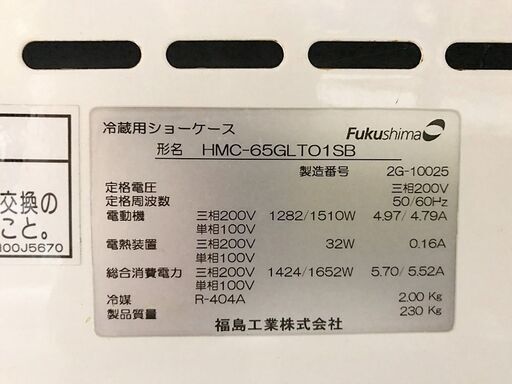 冷蔵用ショーケース Fukushima
形名 HMC-65GLTO1SB
製造番号 2G-10025
定格電圧 三相200V
定格周波数 50/60Hz
電動機 三相200V 1282/1510W 4.97/4.79A
単相100V
電熱装置 三相200V 32W 0.16A
単相100V
総合消費電力 三相200V 1424/1652W 5.70/5.52A
単相100V
冷媒 R-404A 2.00 Kg
製品質量 230 Kg
福島工業株式会社
交換の
こと。
00J5670